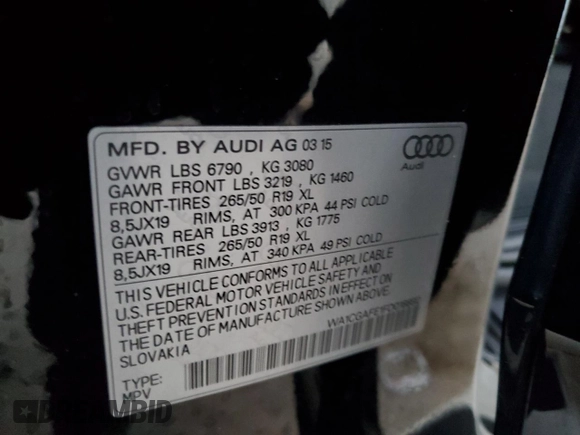 MFD. BY AUDI AG 03 15
Audi
GVWR LBS 6790 , KG 3080
GAWR FRONT LBS 3219 , KG 1460
FRONT-TIRES 265/50 R19 XL
8,5JX19 RIMS, AT 300 KPA 44 PSI COLD
GAWR REAR LBS 3913 , KG 1775
REAR-TIRES 265/50 R19 XL
8,5JX19 RIMS, AT 340 KPA 49 PSI COLD
THIS VEHICLE CONFORMS TO ALL APPLICABLE
U.S. FEDERAL MOTOR VEHICLE SAFETY AND
THEFT PREVENTION STANDARDS IN EFFECT ON
THE DATE OF MANUFACTURE SHOWN ABOVE.
SLOVAKIA
TYPE:
MPV